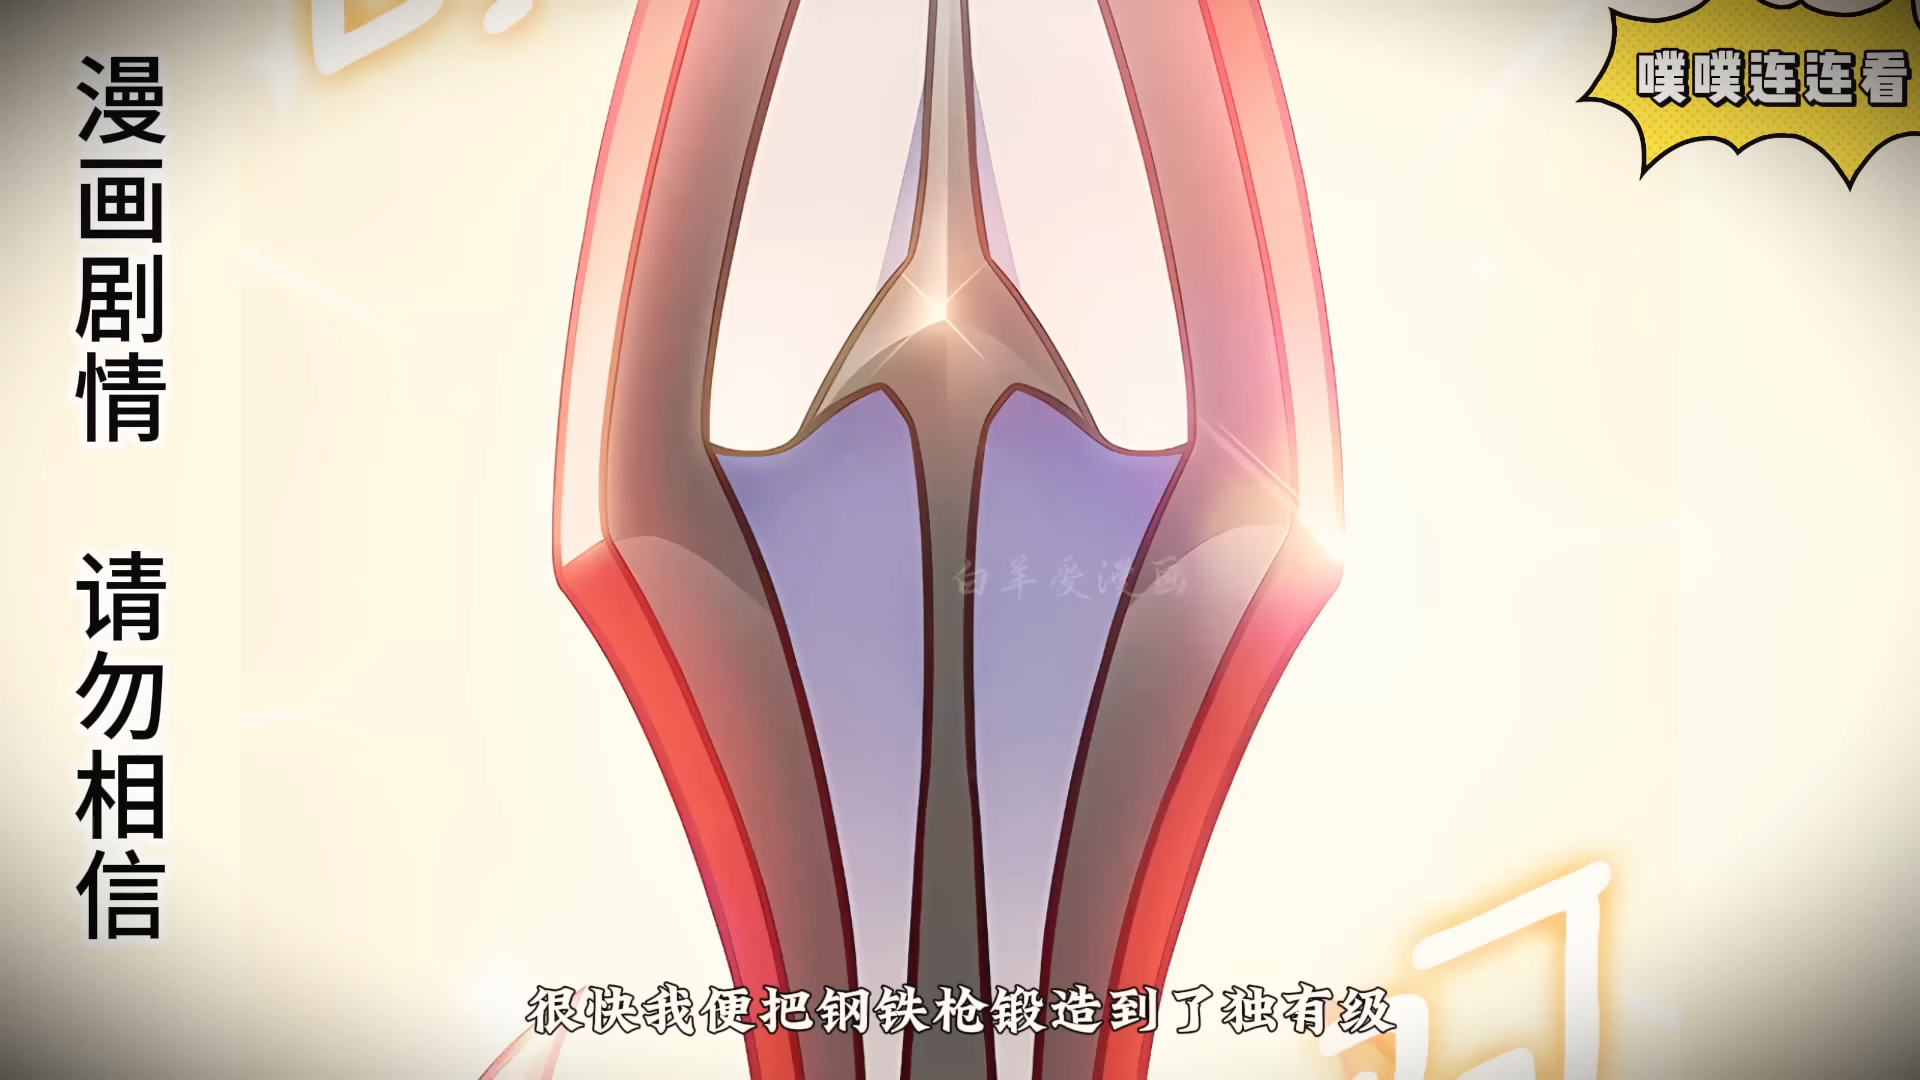 漫画剧情 请勿相信
噗噗连连看
白羊爱漫画
很快我便把钢铁枪锻造到了独有级